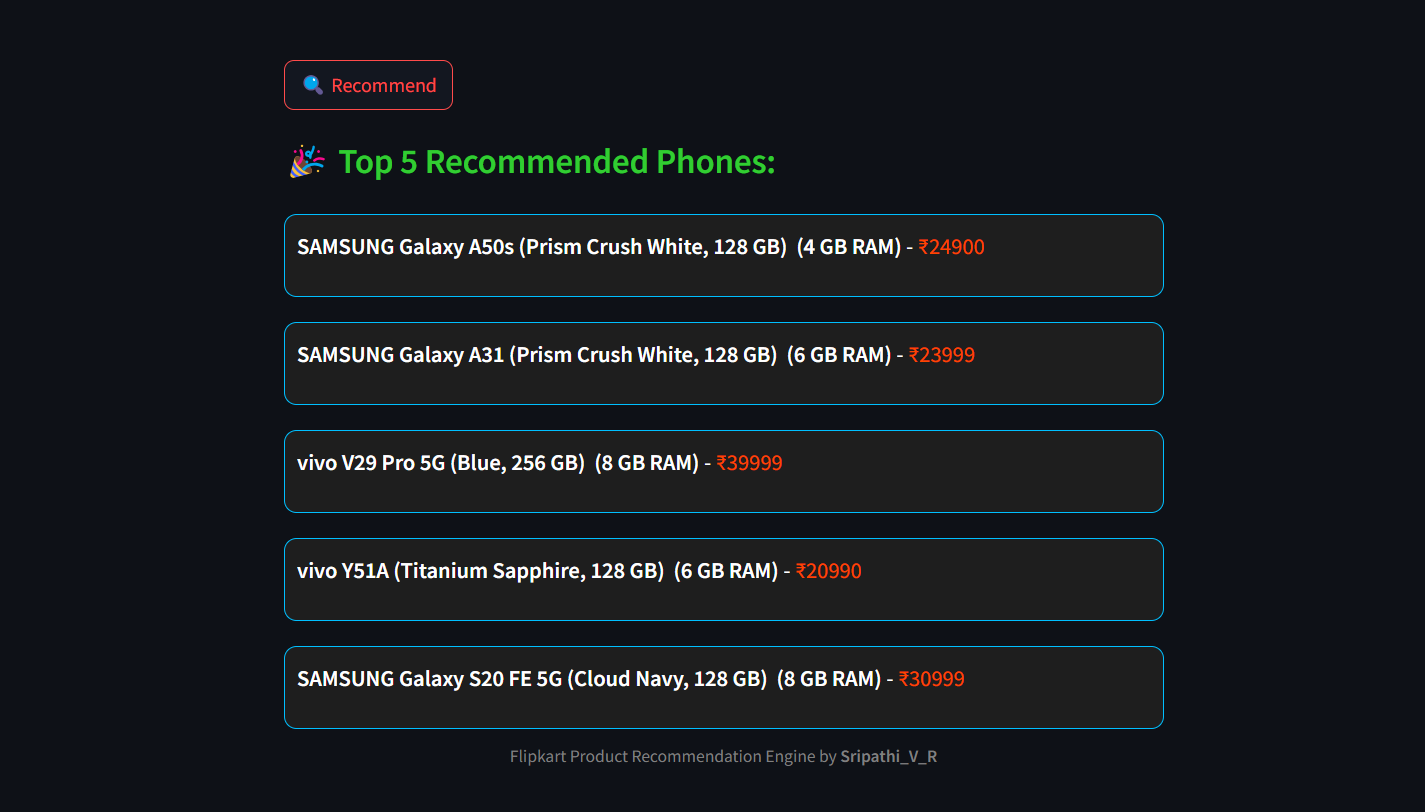 Recommend
Top 5 Recommended Phones:
SAMSUNG Galaxy A50s (Prism Crush White, 128 GB) (4 GB RAM) - ₹24900
SAMSUNG Galaxy A31 (Prism Crush White, 128 GB) (6 GB RAM) - ₹23999
vivo V29 Pro 5G (Blue, 256 GB) (8 GB RAM) - ₹39999
vivo Y51A (Titanium Sapphire, 128 GB) (6 GB RAM) - ₹20990
SAMSUNG Galaxy S20 FE 5G (Cloud Navy, 128 GB) (8 GB RAM) - ₹30999
Flipkart Product Recommendation Engine by Sripathi_V_R